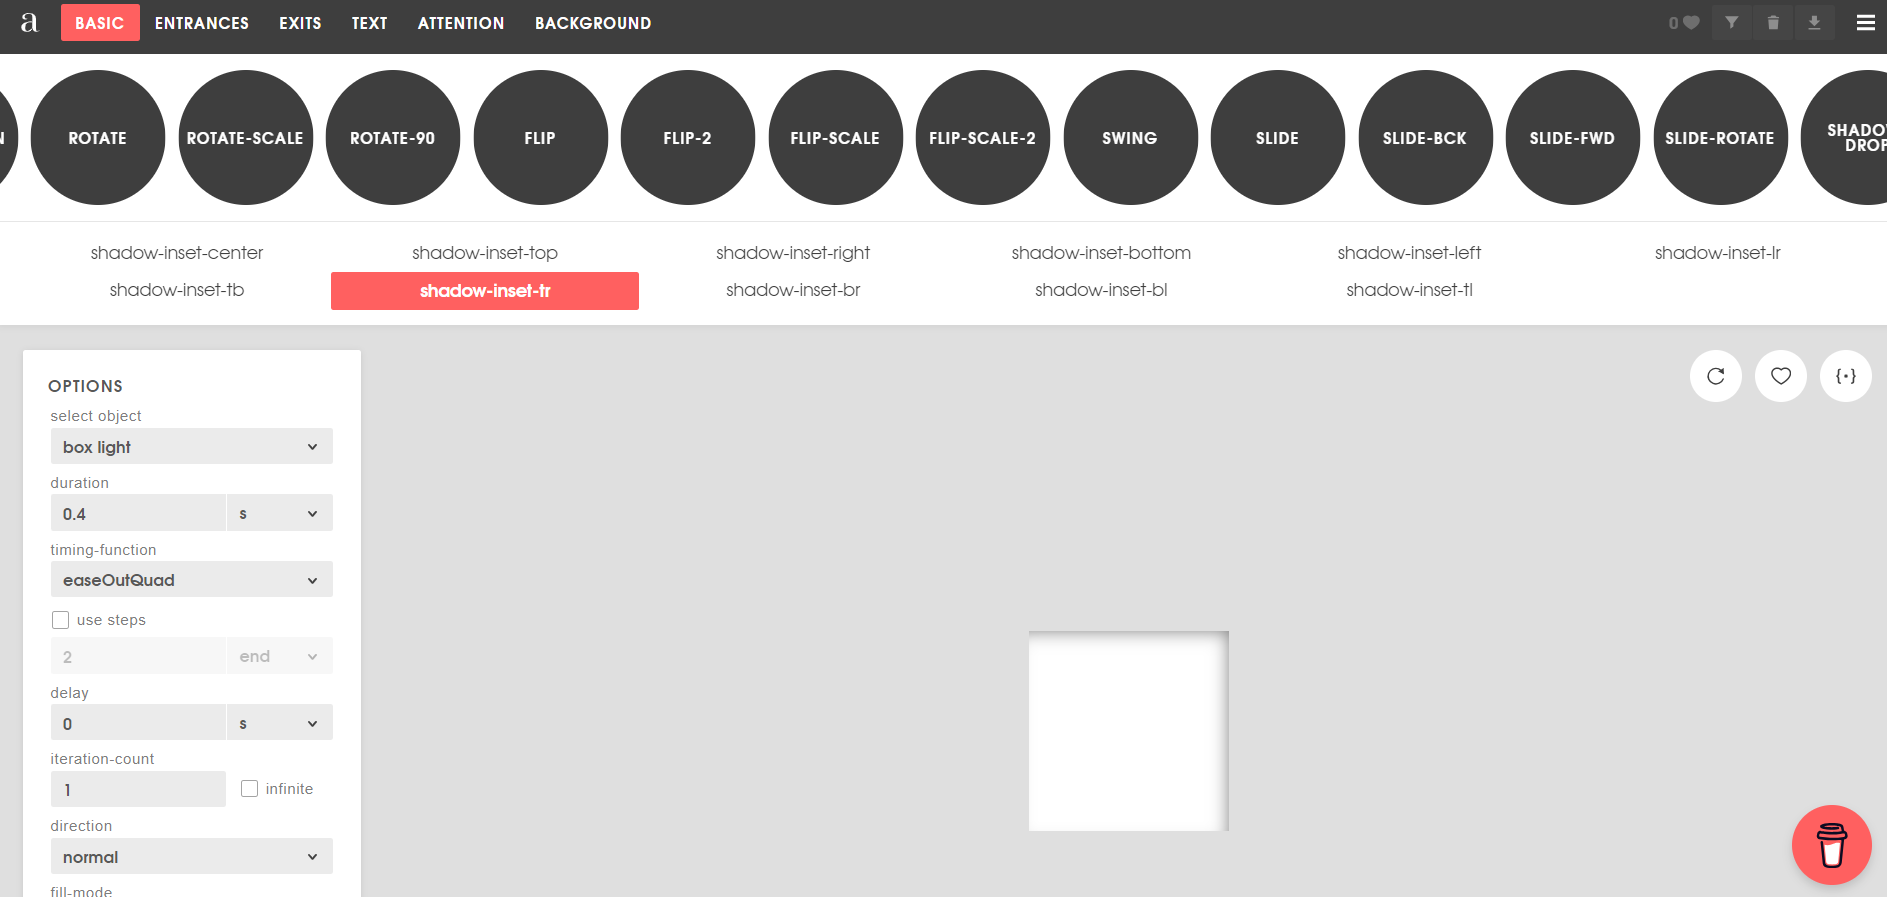 a BASIC ENTRANCES EXITS TEXT ATTENTION BACKGROUND 0
N ROTATE ROTATE-SCALE ROTATE-90 FLIP FLIP-2 FLIP-SCALE FLIP-SCALE-2 SWING SLIDE SLIDE-BCK SLIDE-FWD SLIDE-ROTATE SHADOW
DROP
shadow-inset-center shadow-inset-top shadow-inset-right shadow-inset-bottom shadow-inset-left shadow-inset-lr
shadow-inset-tb shadow-inset-tr shadow-inset-br shadow-inset-bl shadow-inset-tl
OPTIONS
select object
box light
duration
0.4 s
timing-function
easeOutQuad
use steps
2 end
delay
0 s
iteration-count
1 infinite
direction
normal
fill-mode
{·}